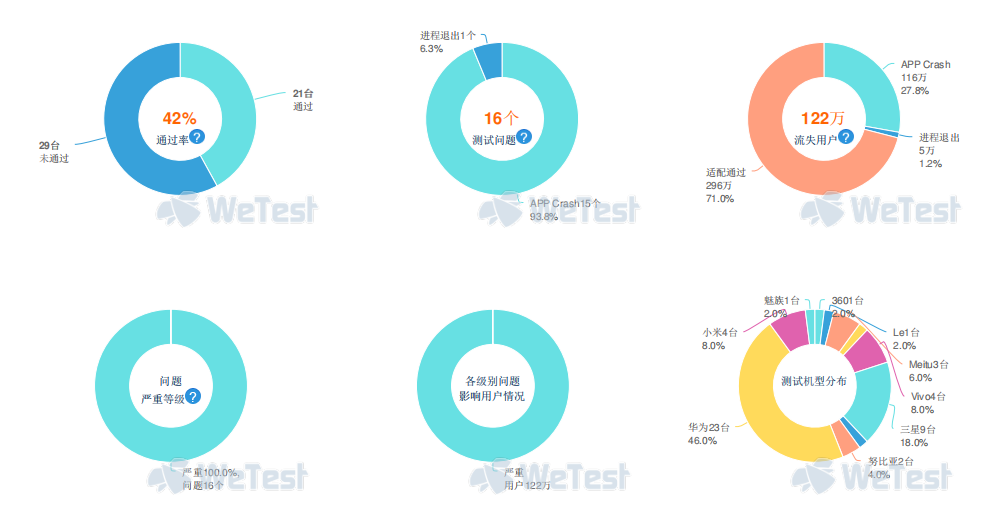 42%
通过率?
21台
通过
29台
未通过
WeTest
进程退出1个
6.3%
16个
测试问题?
APP Crash15个
93.8%
WeTest
APP Crash
116万
27.8%
进程退出
5万
1.2%
122万
流失用户?
适配通过
296万
71.0%
WeTest
问题
严重等级?
严重100.0%,
问题16个
WeTest
各级别问题
影响用户情况
严重
用户122万
WeTest
魅族1台
2.0%
3601台
2.0%
小米4台
8.0%
Le1台
2.0%
Meitu3台
6.0%
测试机型分布
Vivo4台
8.0%
华为23台
46.0%
三星9台
18.0%
努比亚2台
4.0%
WeTest